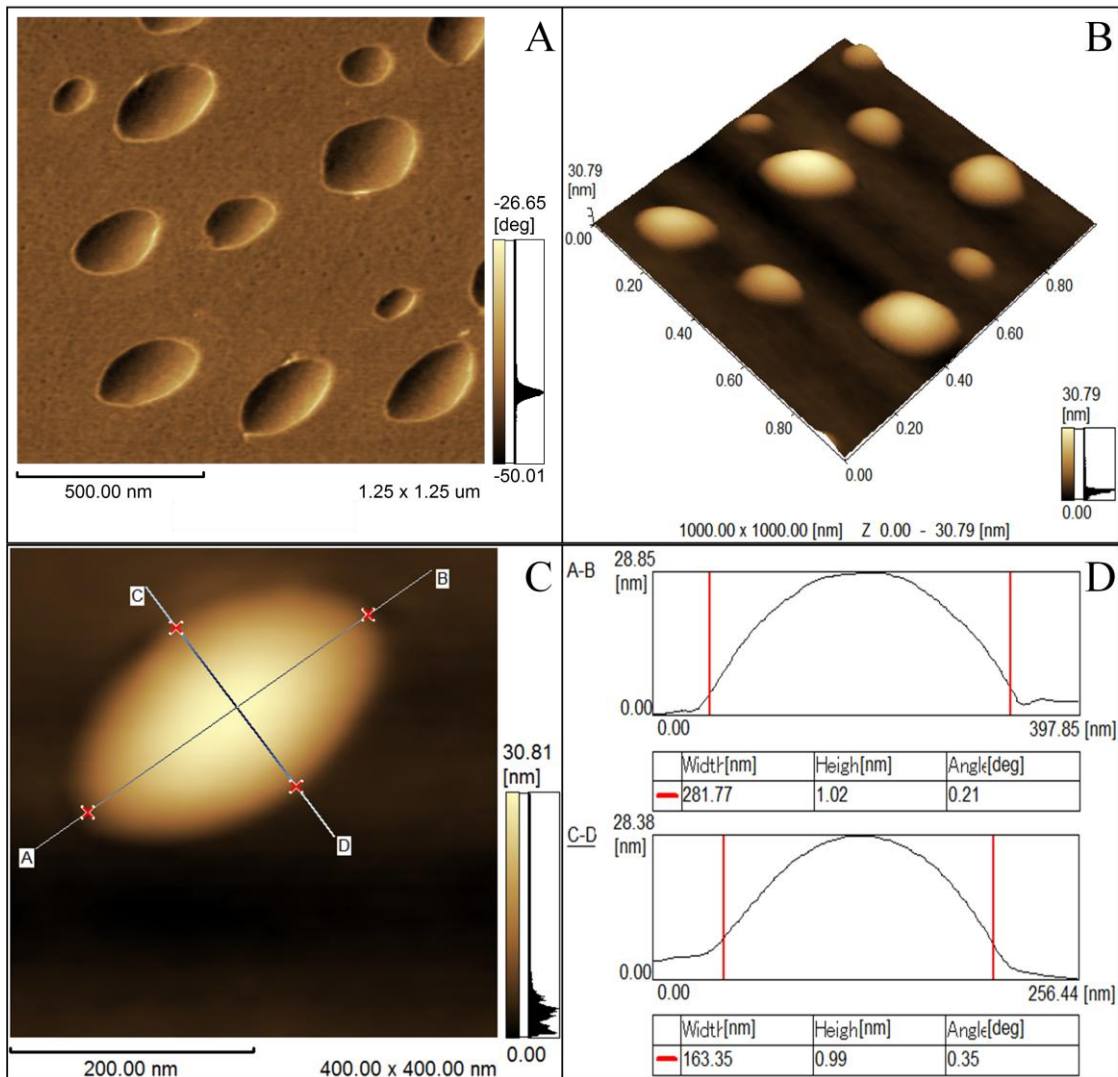 A
-26.65
[deg]
-50.01
500.00 nm
1.25 x 1.25 um
B
30.79
[nm]
0.00
0.20
0.40
0.60
0.80
0.00
0.20
0.40
0.60
0.80
30.79
[nm]
0.00
1000.00 x 1000.00 [nm] Z 0.00 - 30.79 [nm]
C
A
B
C
D
30.81
[nm]
0.00
200.00 nm
400.00 x 400.00 nm
D
A-B
28.85
[nm]
0.00
0.00
397.85 [nm]
Width[nm] Heigh[nm] Angle[deg]
281.77 1.02 0.21
C-D
28.38
[nm]
0.00
0.00
256.44 [nm]
Width[nm] Heigh[nm] Angle[deg]
163.35 0.99 0.35